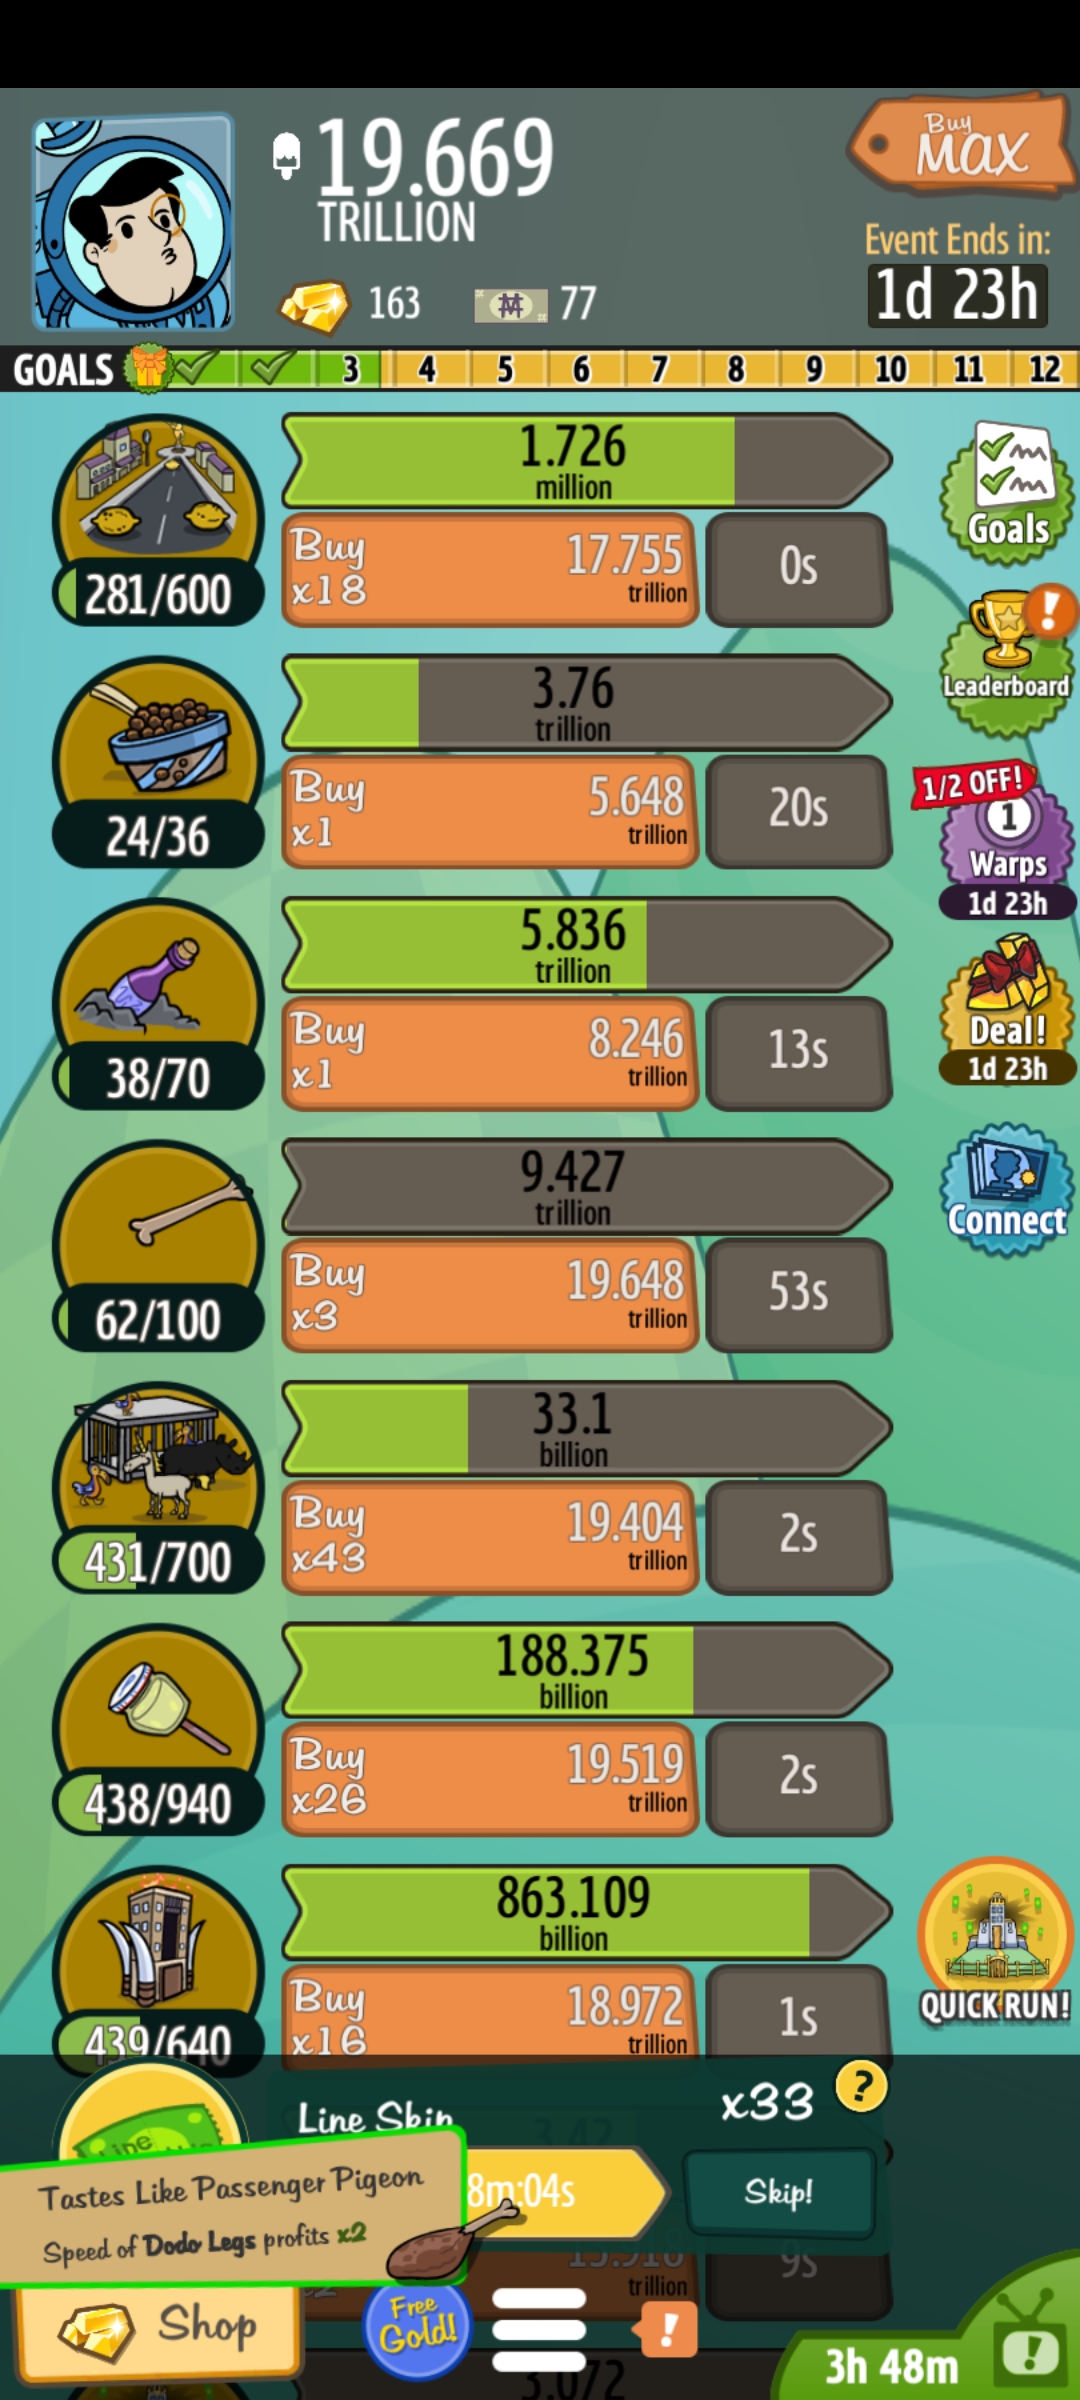 19.669
TRILLION
Buy
MAX
Event Ends in:
1d 23h
163
77
GOALS
3
4
5
6
7
8
9
10
11
12
1.726
million
281/600
Buy
x18
17.755
trillion
0s
Goals
Leaderboard
3.76
trillion
24/36
Buy
x1
5.648
trillion
20s
1/2 OFF!
1
Warps
1d 23h
5.836
trillion
38/70
Buy
x1
8.246
trillion
13s
Deal!
1d 23h
9.427
trillion
62/100
Buy
x3
19.648
trillion
53s
Connect
33.1
billion
431/700
Buy
x43
19.404
trillion
2s
188.375
billion
438/940
Buy
x26
19.519
trillion
2s
863.109
billion
439/640
Buy
x16
18.972
trillion
1s
QUICK RUN!
Line Skip
x33
?
3.42
8m:04s
Skip!
Tastes Like Passenger Pigeon
Speed of Dodo Legs profits x2
trillion
9s
Shop
Free
Gold!
!
3.072
3h 48m